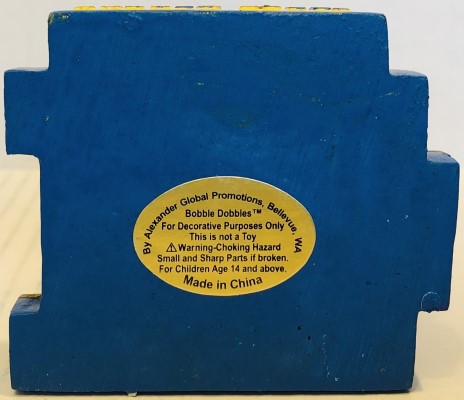 By Alexander Global Promotions, Bellevue, WA
Bobble Dobbles™
For Decorative Purposes Only
This is not a Toy
⚠Warning-Choking Hazard
Small and Sharp Parts if broken.
For Children Age 14 and above.
Made in China